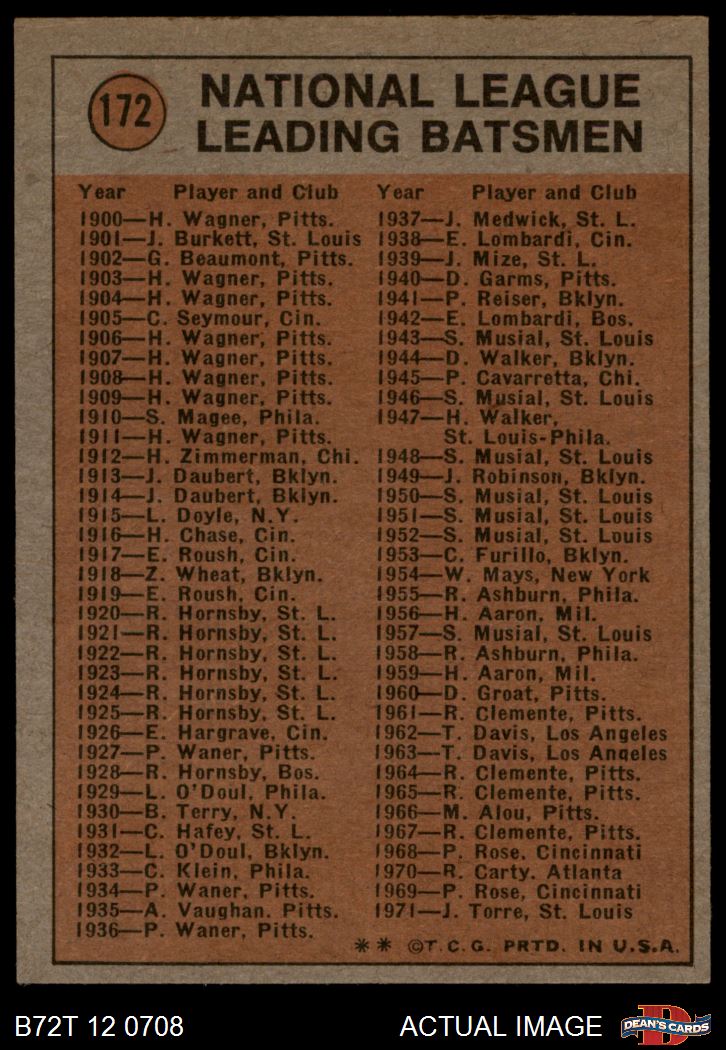 172
NATIONAL LEAGUE
LEADING BATSMEN
Year Player and Club
1900—H. Wagner, Pitts.
1901—J. Burkett, St. Louis
1902—G. Beaumont, Pitts.
1903—H. Wagner, Pitts.
1904—H. Wagner, Pitts.
1905—C. Seymour, Cin.
1906—H. Wagner, Pitts.
1907—H. Wagner, Pitts.
1908—H. Wagner, Pitts.
1909—H. Wagner, Pitts.
1910—S. Magee, Phila.
1911—H. Wagner, Pitts.
1912—H. Zimmerman, Chi.
1913—J. Daubert, Bklyn.
1914—J. Daubert, Bklyn.
1915—L. Doyle, N.Y.
1916—H. Chase, Cin.
1917—E. Roush, Cin.
1918—Z. Wheat, Bklyn.
1919—E. Roush, Cin.
1920—R. Hornsby, St. L.
1921—R. Hornsby, St. L.
1922—R. Hornsby, St. L.
1923—R. Hornsby, St. L.
1924—R. Hornsby, St. L.
1925—R. Hornsby, St. L.
1926—E. Hargrave, Cin.
1927—P. Waner, Pitts.
1928—R. Hornsby, Bos.
1929—L. O'Doul, Phila.
1930—B. Terry, N.Y.
1931—C. Hafey, St. L.
1932—L. O'Doul, Bklyn.
1933—C. Klein, Phila.
1934—P. Waner, Pitts.
1935—A. Vaughan. Pitts.
1936—P. Waner, Pitts.
Year Player and Club
1937—J. Medwick, St. L.
1938—E. Lombardi, Cin.
1939—J. Mize, St. L.
1940—D. Garms, Pitts.
1941—P. Reiser, Bklyn.
1942—E. Lombardi, Bos.
1943—S. Musial, St. Louis
1944—D. Walker, Bklyn.
1945—P. Cavarretta, Chi.
1946—S. Musial, St. Louis
1947—H. Walker,
St. Louis-Phila.
1948—S. Musial, St. Louis
1949—J. Robinson, Bklyn.
1950—S. Musial, St. Louis
1951—S. Musial, St. Louis
1952—S. Musial, St. Louis
1953—C. Furillo, Bklyn.
1954—W. Mays, New York
1955—R. Ashburn, Phila.
1956—H. Aaron, Mil.
1957—S. Musial, St. Louis
1958—R. Ashburn, Phila.
1959—H. Aaron, Mil.
1960—D. Groat, Pitts.
1961—R. Clemente, Pitts.
1962—T. Davis, Los Angeles
1963—T. Davis, Los Angeles
1964—R. Clemente, Pitts.
1965—R. Clemente, Pitts.
1966—M. Alou, Pitts.
1967—R. Clemente, Pitts.
1968—P. Rose, Cincinnati
1970—R. Carty. Atlanta
1969—P. Rose, Cincinnati
1971—J. Torre, St. Louis
* * ©T.C.G. PRTD. IN U.S.A.
B72T 12 0708 ACTUAL IMAGE
D
DEAN'S CARDS